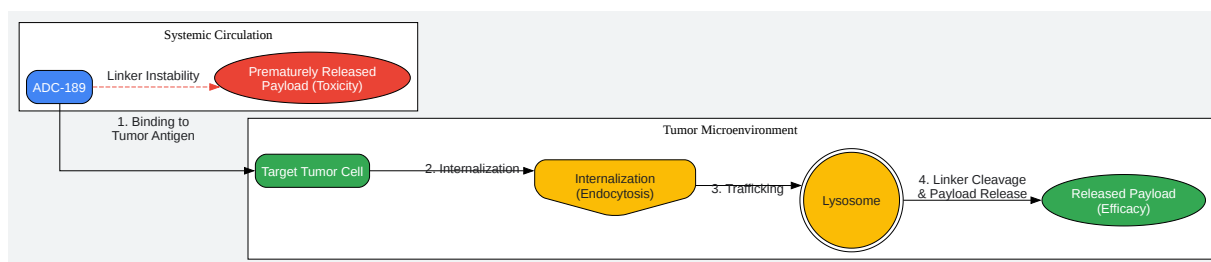 Systemic Circulation
ADC-189
Linker Instability
Prematurely Released
Payload (Toxicity)
1. Binding to
Tumor Antigen
Tumor Microenvironment
Target Tumor Cell
2. Internalization
Internalization
(Endocytosis)
3. Trafficking
Lysosome
4. Linker Cleavage
& Payload Release
Released Payload
(Efficacy)